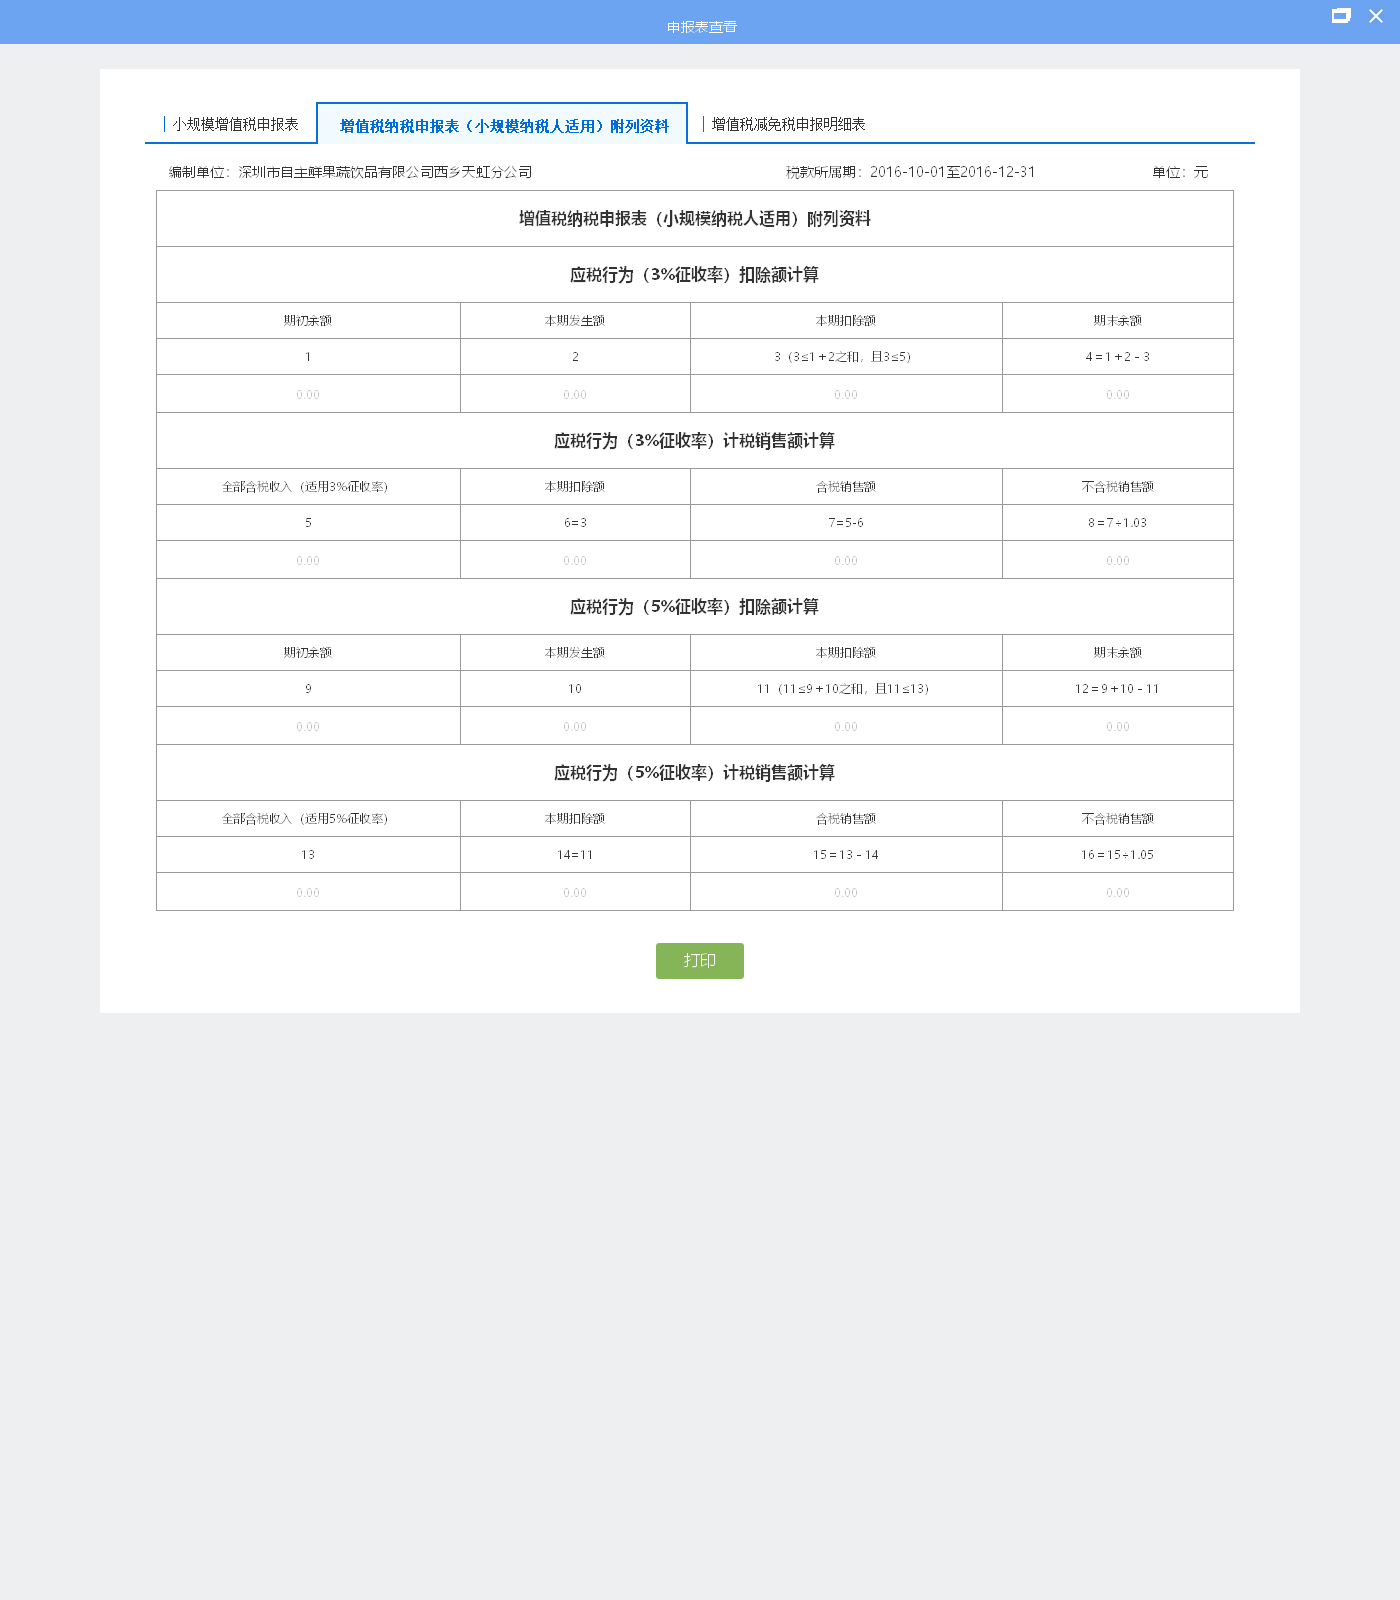 申报表查看
小规模增值税申报表 增值税纳税申报表（小规模纳税人适用）附列资料 增值税减免税申报明细表
编制单位：深圳市自主鲜果蔬饮品有限公司西乡天虹分公司 税款所属期：2016-10-01至2016-12-31 单位：元
增值税纳税申报表（小规模纳税人适用）附列资料
应税行为（3%征收率）扣除额计算
期初余额 本期发生额 本期扣除额 期末余额
1 2 3（3≤1+2之和，且3≤5） 4=1+2-3
0.00 0.00 0.00 0.00
应税行为（3%征收率）计税销售额计算
全部含税收入（适用3%征收率） 本期扣除额 含税销售额 不含税销售额
5 6=3 7=5-6 8=7÷1.03
0.00 0.00 0.00 0.00
应税行为（5%征收率）扣除额计算
期初余额 本期发生额 本期扣除额 期末余额
9 10 11（11≤9+10之和，且11≤13） 12=9+10-11
0.00 0.00 0.00 0.00
应税行为（5%征收率）计税销售额计算
全部含税收入（适用5%征收率） 本期扣除额 含税销售额 不含税销售额
13 14=11 15=13-14 16=15÷1.05
0.00 0.00 0.00 0.00
打印